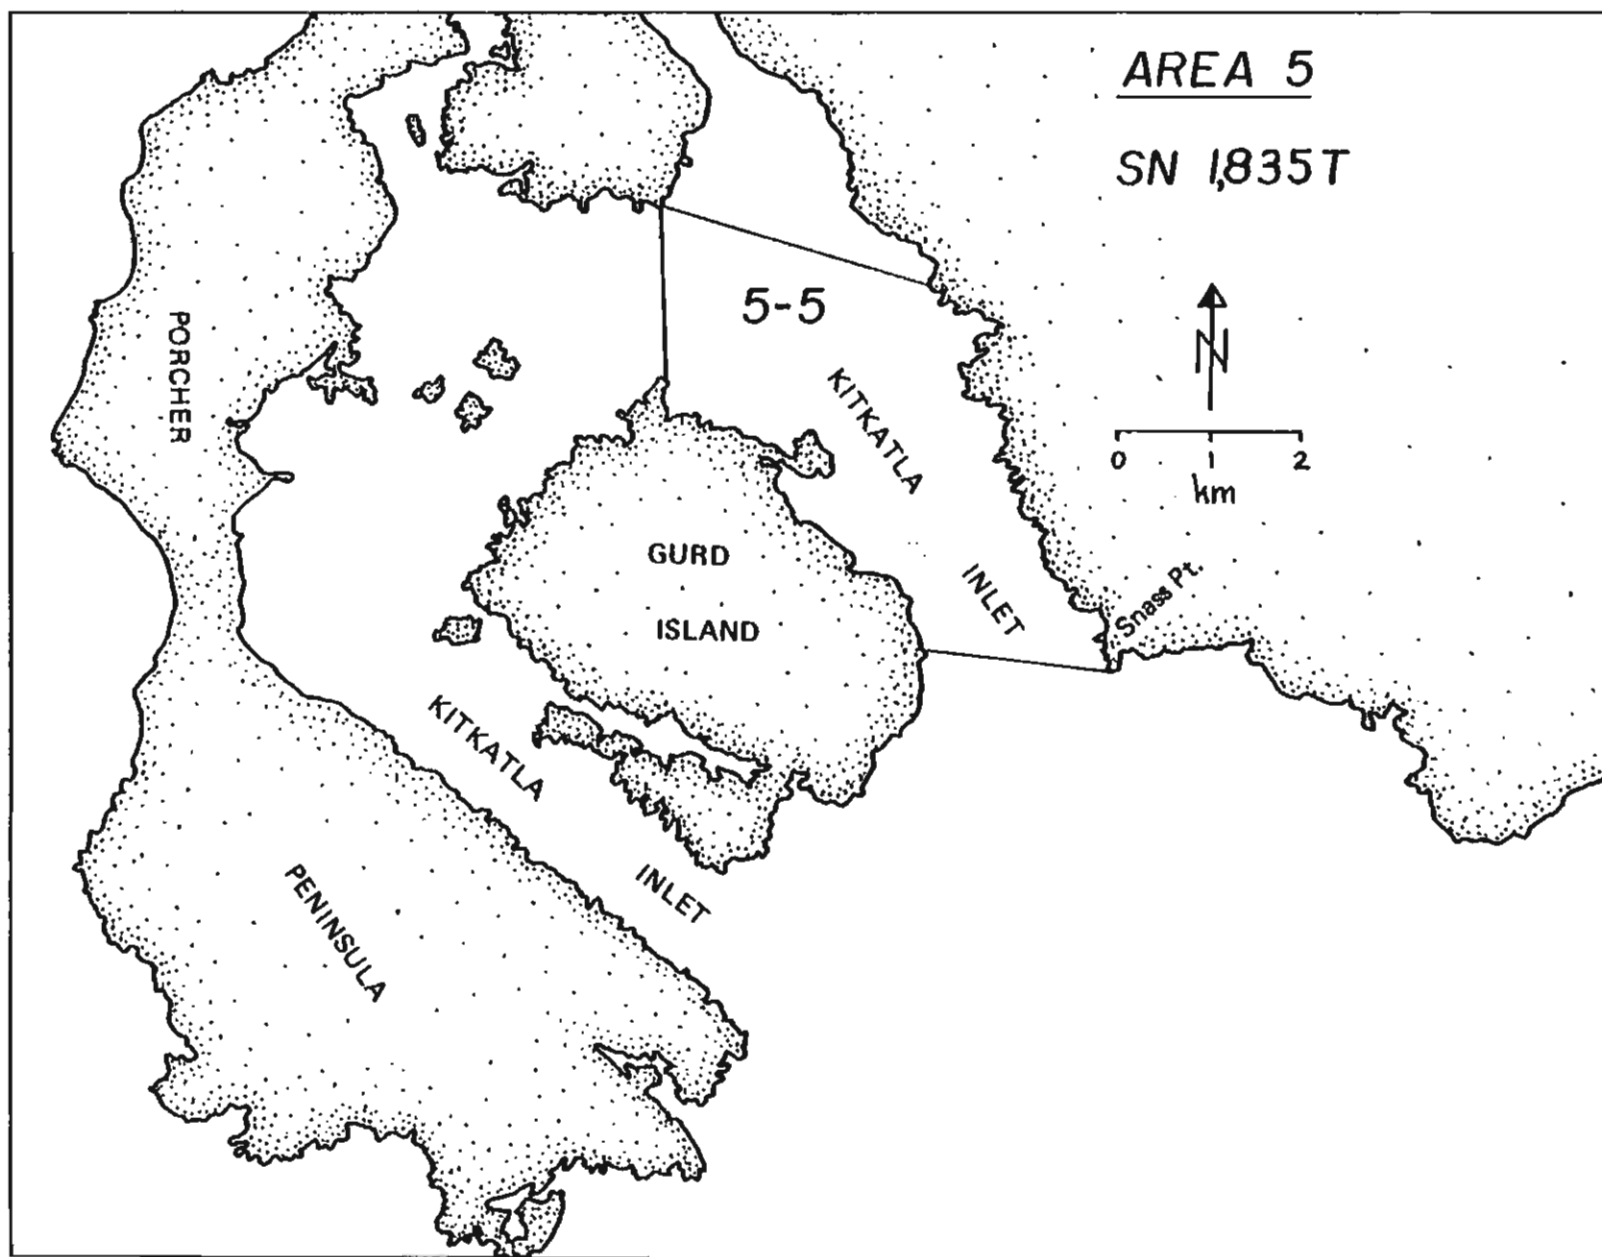 AREA 5
SN 1,835T
5-5
N
0 1 2
km
PORCHER
PENINSULA
KITKATLA
INLET
GURD
ISLAND
Snass Pt.
KITKATLA
INLET